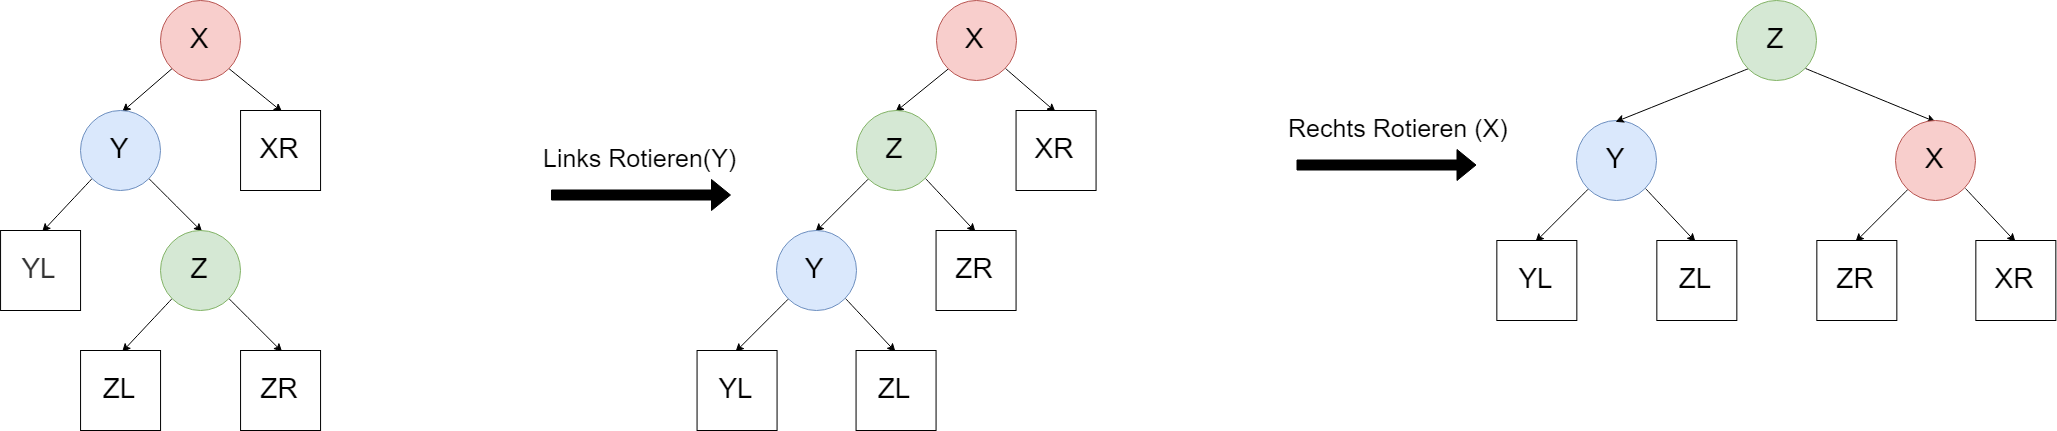 X
Y
XR
YL
Z
ZL
ZR
Links Rotieren(Y)
X
Z
XR
Y
ZR
YL
ZL
Rechts Rotieren (X)
Z
Y
X
YL
ZL
ZR
XR